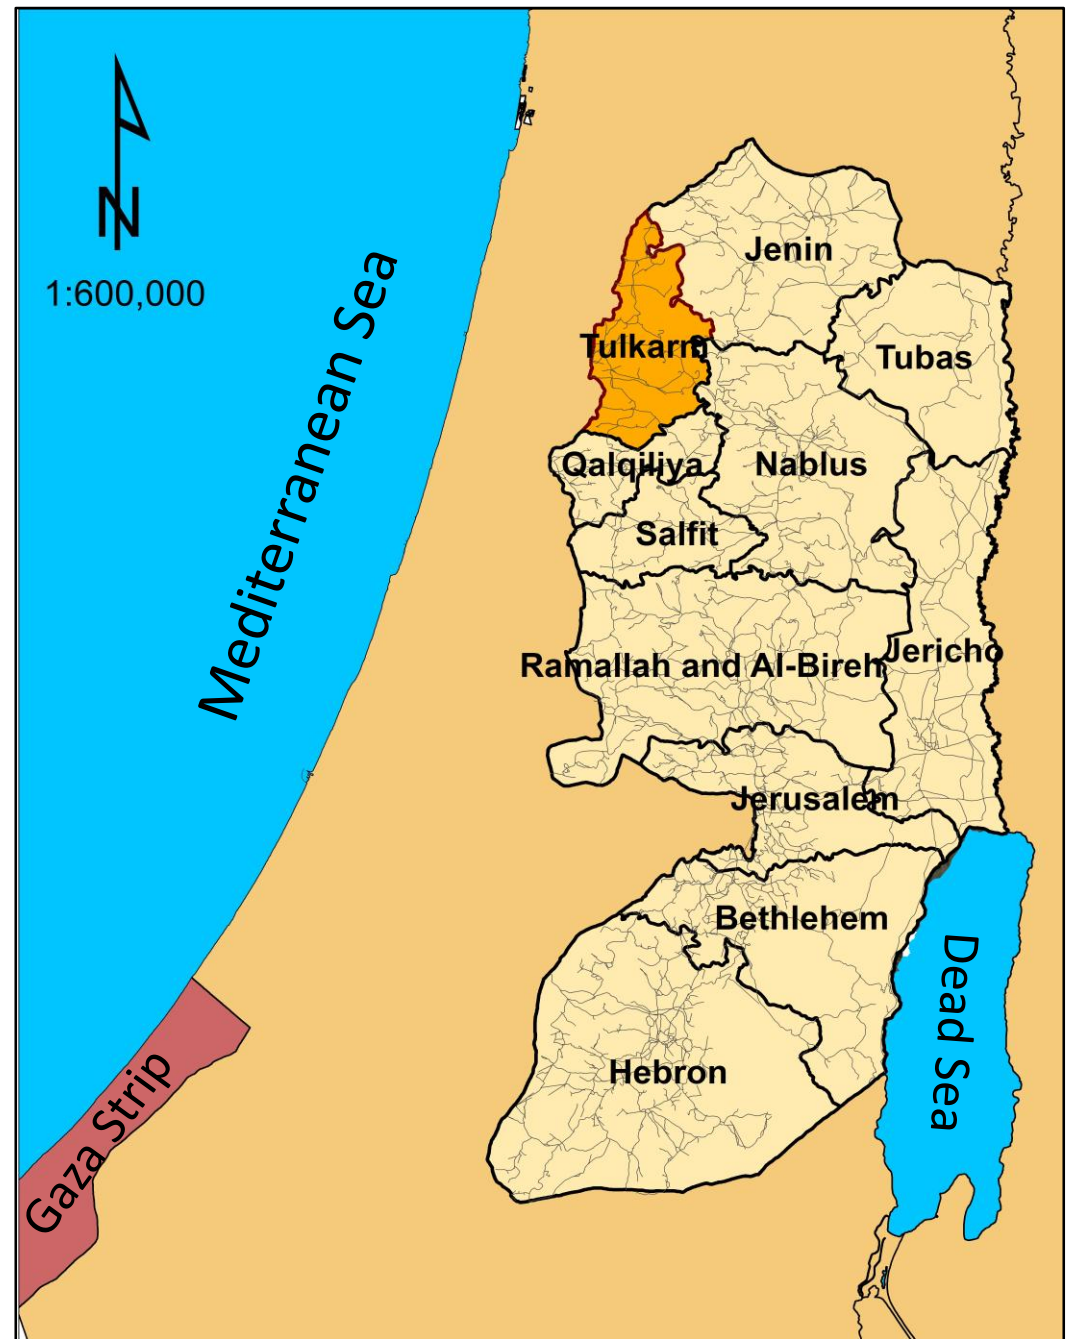 N
1:600,000
Mediterranean Sea
Jenin
Tulkarm
Tubas
Qalqiliya
Nablus
Salfit
Ramallah and Al-Bireh
Jericho
Jerusalem
Bethlehem
Dead Sea
Hebron
Gaza Strip